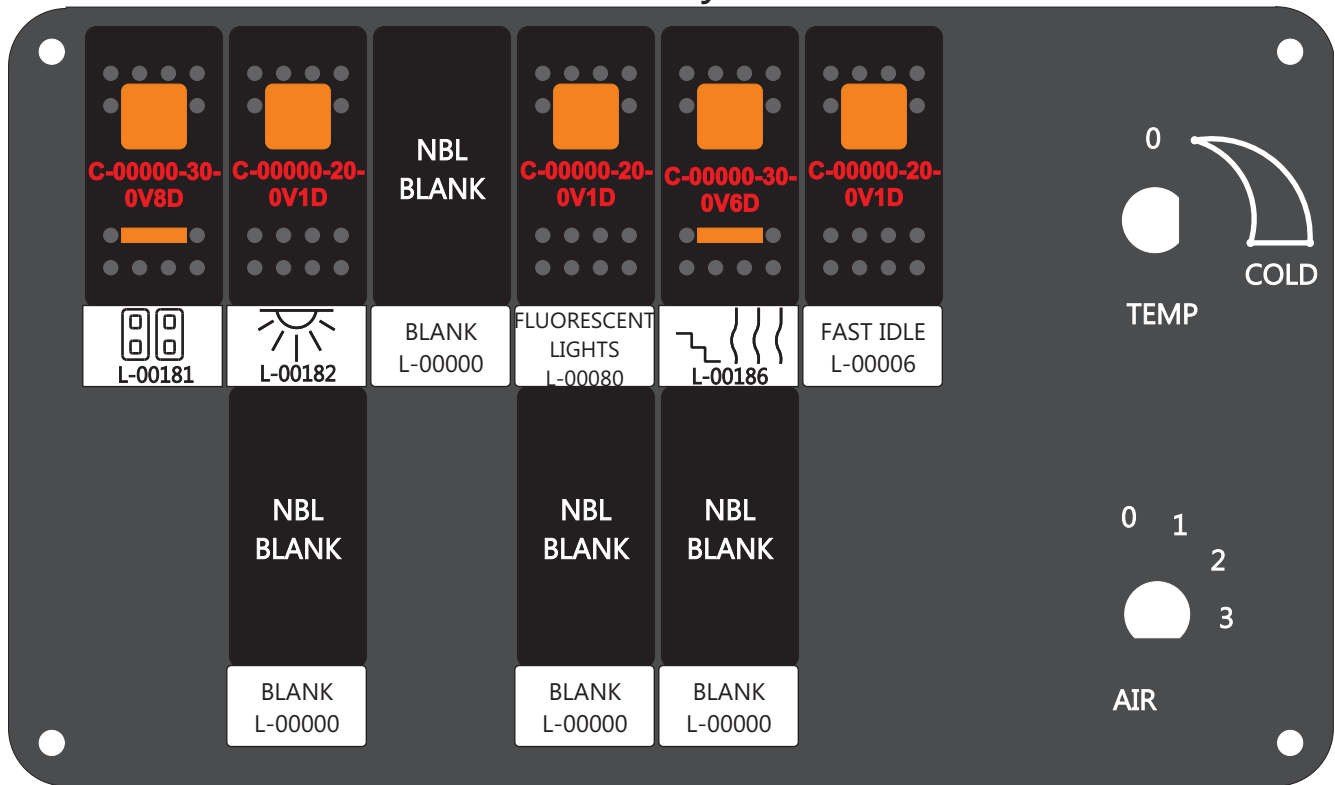 C-00000-30-
0V8D
C-00000-20-
0V1D
NBL
BLANK
C-00000-20-
0V1D
C-00000-30-
0V6D
C-00000-20-
0V1D
L-00181
L-00182
BLANK
L-00000
FLUORESCENT
LIGHTS
L-00080
L-00186
FAST IDLE
L-00006
0
COLD
TEMP
NBL
BLANK
NBL
BLANK
NBL
BLANK
BLANK
L-00000
BLANK
L-00000
BLANK
L-00000
0
1
2
3
AIR